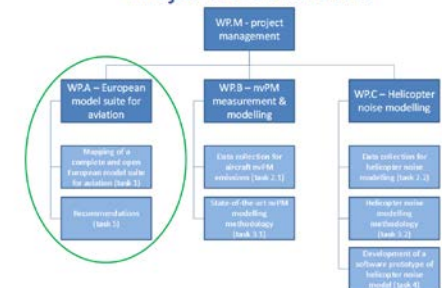 WP.M - project
management
WP.A – European
model suite for
aviation
WP.B – nvPM
measurement &
modelling
WP.C – Helicopter
noise modelling
Mapping of a
complete and open
European model suite
for aviation (task 1)
Recommendations
(task 5)
Data collection for
aircraft nvPM
emissions (task 2.1)
State-of-the-art nvPM
modelling
methodology
(task 3.1)
Data collection for
helicopter noise
modelling (task 2.2)
Helicopter noise
modelling
methodology
(task 3.2)
Development of a
software prototype of
helicopter noise
model (task 4)